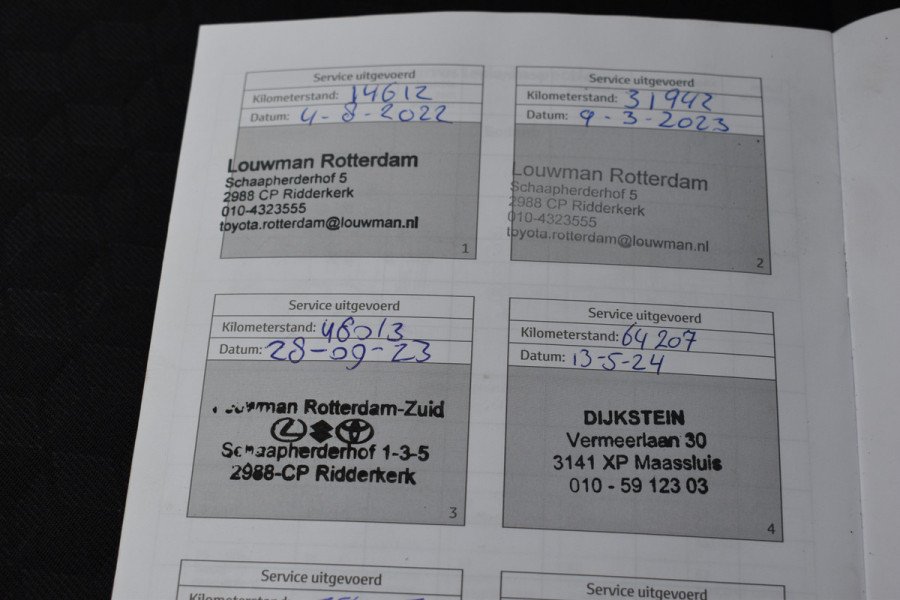 Service uitgevoerd
Kilometerstand: 14612
Datum: 4-8-2022
Louwman Rotterdam
Schaapherderhof 5
2988 CP Ridderkerk
010-4323555
toyota.rotterdam@louwman.nl
1
Service uitgevoerd
Kilometerstand: 31942
Datum: 9-3-2023
Louwman Rotterdam
Schaapherderhof 5
2988 CP Ridderkerk
010-4323555
toyota.rotterdam@louwman.nl
2
Service uitgevoerd
Kilometerstand: 48013
Datum: 28-09-23
Louwman Rotterdam-Zuid
Schaapherderhof 1-3-5
2988-CP Ridderkerk
3
Service uitgevoerd
Kilometerstand: 64207
Datum: 13-5-24
DIJKSTEIN
Vermeerlaan 30
3141 XP Maassluis
010 - 59 123 03
4
Service uitgevoerd
Kilometerstand:
Service uitgevoerd